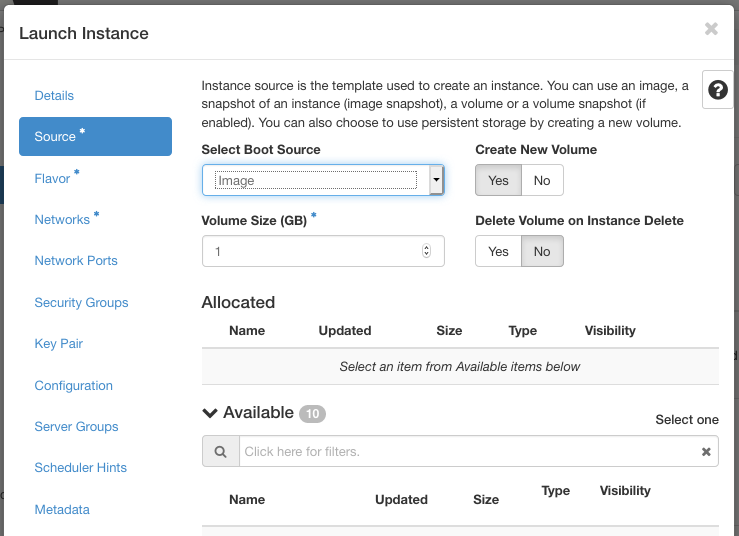 Launch Instance
Details
Source *
Flavor *
Networks *
Network Ports
Security Groups
Key Pair
Configuration
Server Groups
Scheduler Hints
Metadata
Instance source is the template used to create an instance. You can use an image, a
snapshot of an instance (image snapshot), a volume or a volume snapshot (if
enabled). You can also choose to use persistent storage by creating a new volume.
Select Boot Source
Image
Create New Volume
Yes No
Volume Size (GB) *
1
Delete Volume on Instance Delete
Yes No
Allocated
Name Updated Size Type Visibility
Select an item from Available items below
Available 10
Select one
Click here for filters.
Name Updated Size Type Visibility